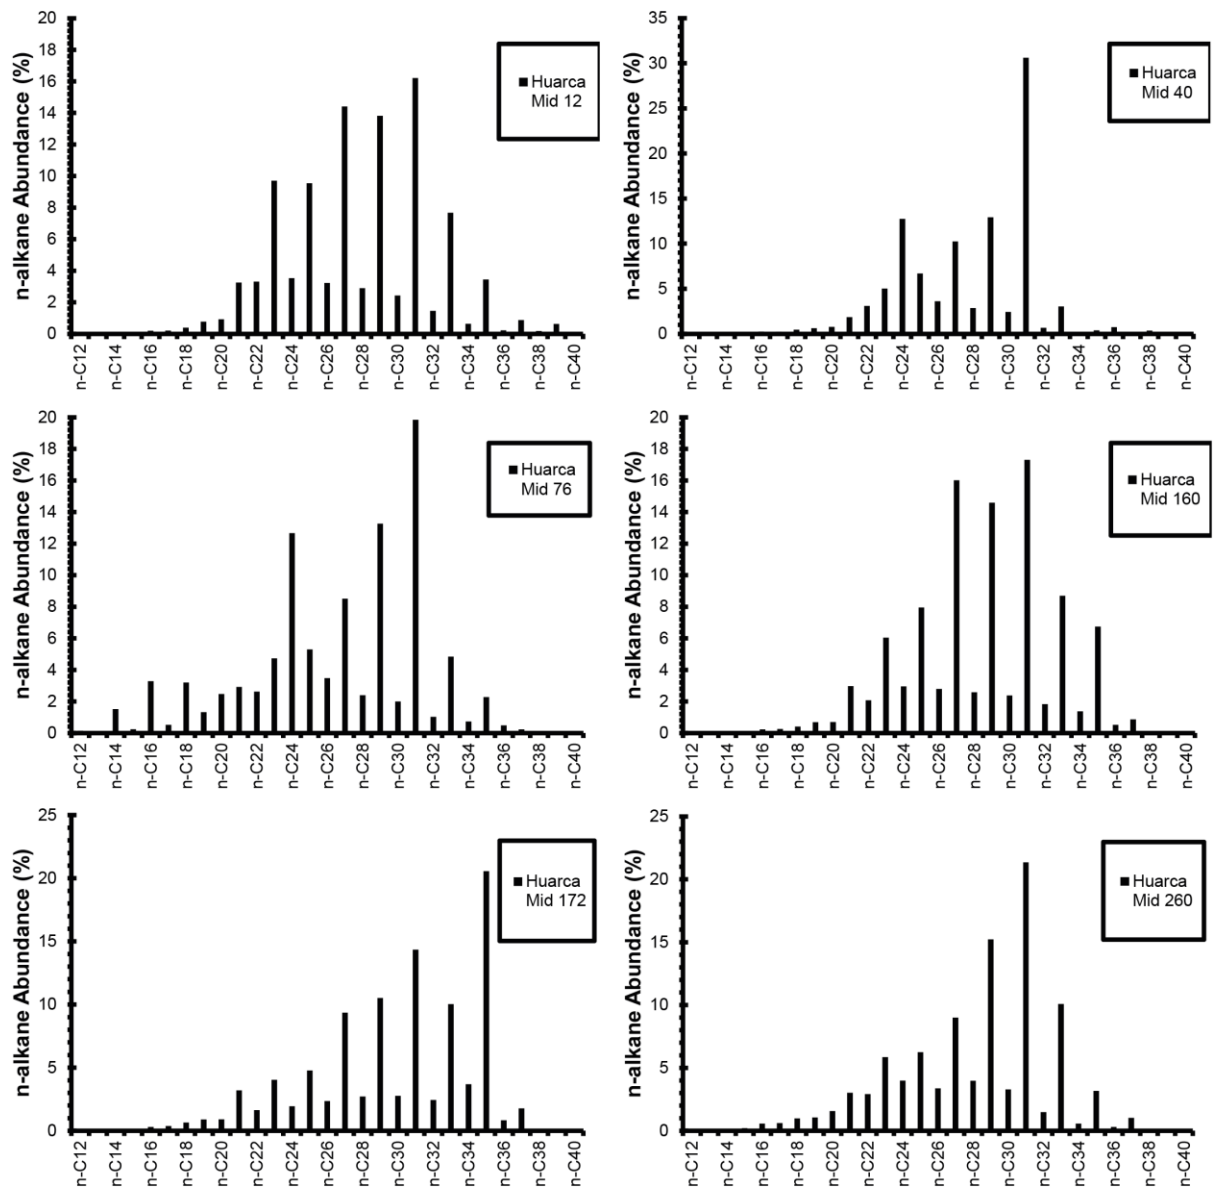 n-alkane Abundance (%)
20
18
16
14
12
10
8
6
4
2
0
n-C12
n-C14
n-C16
n-C18
n-C20
n-C22
n-C24
n-C26
n-C28
n-C30
n-C32
n-C34
n-C36
n-C38
n-C40
Huarca
Mid 12
n-alkane Abundance (%)
35
30
25
20
15
10
5
0
n-C12
n-C14
n-C16
n-C18
n-C20
n-C22
n-C24
n-C26
n-C28
n-C30
n-C32
n-C34
n-C36
n-C38
n-C40
Huarca
Mid 40
n-alkane Abundance (%)
20
18
16
14
12
10
8
6
4
2
0
n-C12
n-C14
n-C16
n-C18
n-C20
n-C22
n-C24
n-C26
n-C28
n-C30
n-C32
n-C34
n-C36
n-C38
n-C40
Huarca
Mid 76
n-alkane Abundance (%)
20
18
16
14
12
10
8
6
4
2
0
n-C12
n-C14
n-C16
n-C18
n-C20
n-C22
n-C24
n-C26
n-C28
n-C30
n-C32
n-C34
n-C36
n-C38
n-C40
Huarca
Mid 160
n-alkane Abundance (%)
25
20
15
10
5
0
n-C12
n-C14
n-C16
n-C18
n-C20
n-C22
n-C24
n-C26
n-C28
n-C30
n-C32
n-C34
n-C36
n-C38
n-C40
Huarca
Mid 172
n-alkane Abundance (%)
25
20
15
10
5
0
n-C12
n-C14
n-C16
n-C18
n-C20
n-C22
n-C24
n-C26
n-C28
n-C30
n-C32
n-C34
n-C36
n-C38
n-C40
Huarca
Mid 260